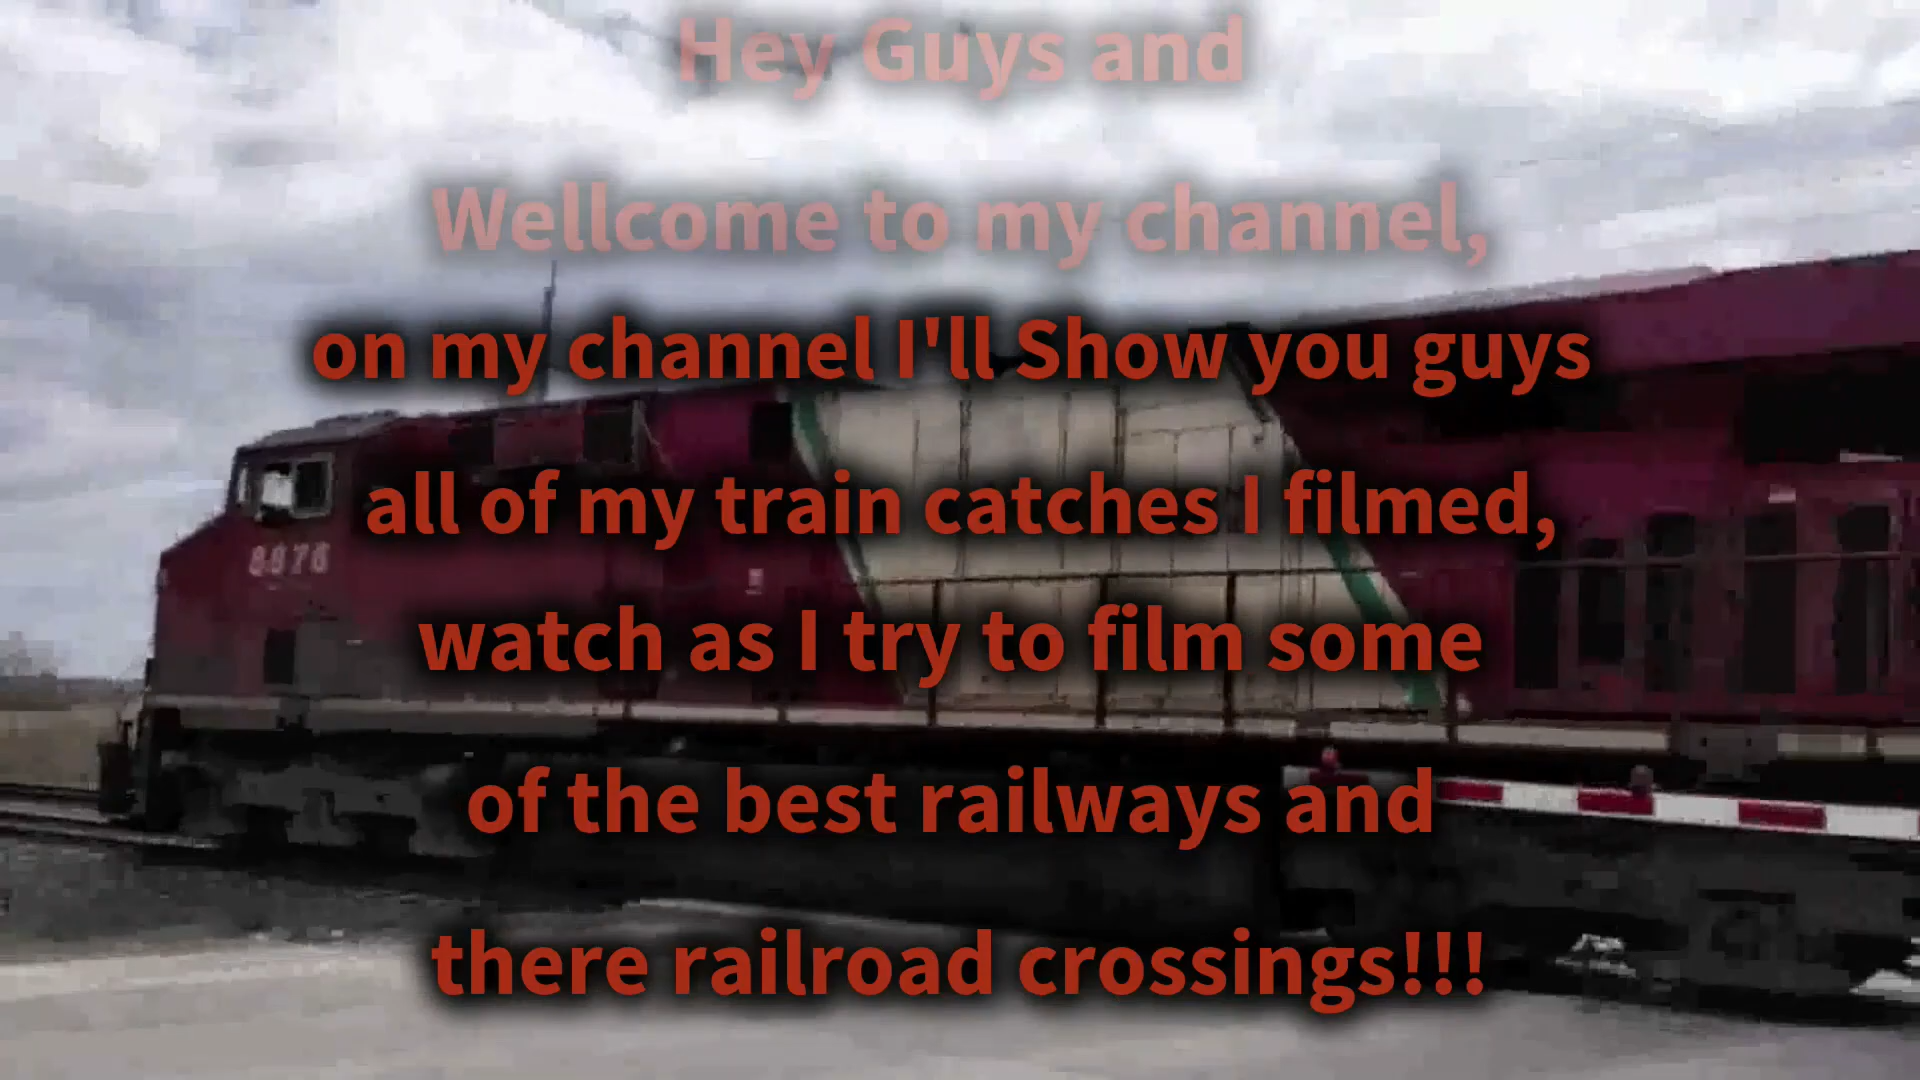 Hey Guys and
Wellcome to my channel,
on my channel I'll Show you guys
all of my train catches I filmed,
watch as I try to film some
of the best railways and
there railroad crossings!!!